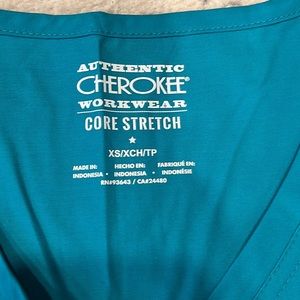 AUTHENTIC
CHEROKEE®
WORKWEAR
CORE STRETCH
XS/XCH/TP
MADE IN: HECHO EN: FABRIQUÉ EN:
INDONESIA • INDONESIA • INDONÉSIE
RN#93643 / CA#24480